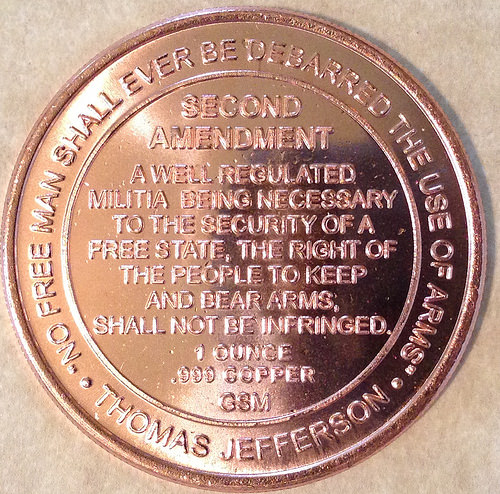 "NO FREE MAN SHALL EVER BE DEBARRED THE USE OF ARMS"
• THOMAS JEFFERSON •
SECOND
AMENDMENT
A WELL REGULATED
MILITIA BEING NECESSARY
TO THE SECURITY OF A
FREE STATE, THE RIGHT OF
THE PEOPLE TO KEEP
AND BEAR ARMS,
SHALL NOT BE INFRINGED.
1 OUNCE
.999 COPPER
GSM